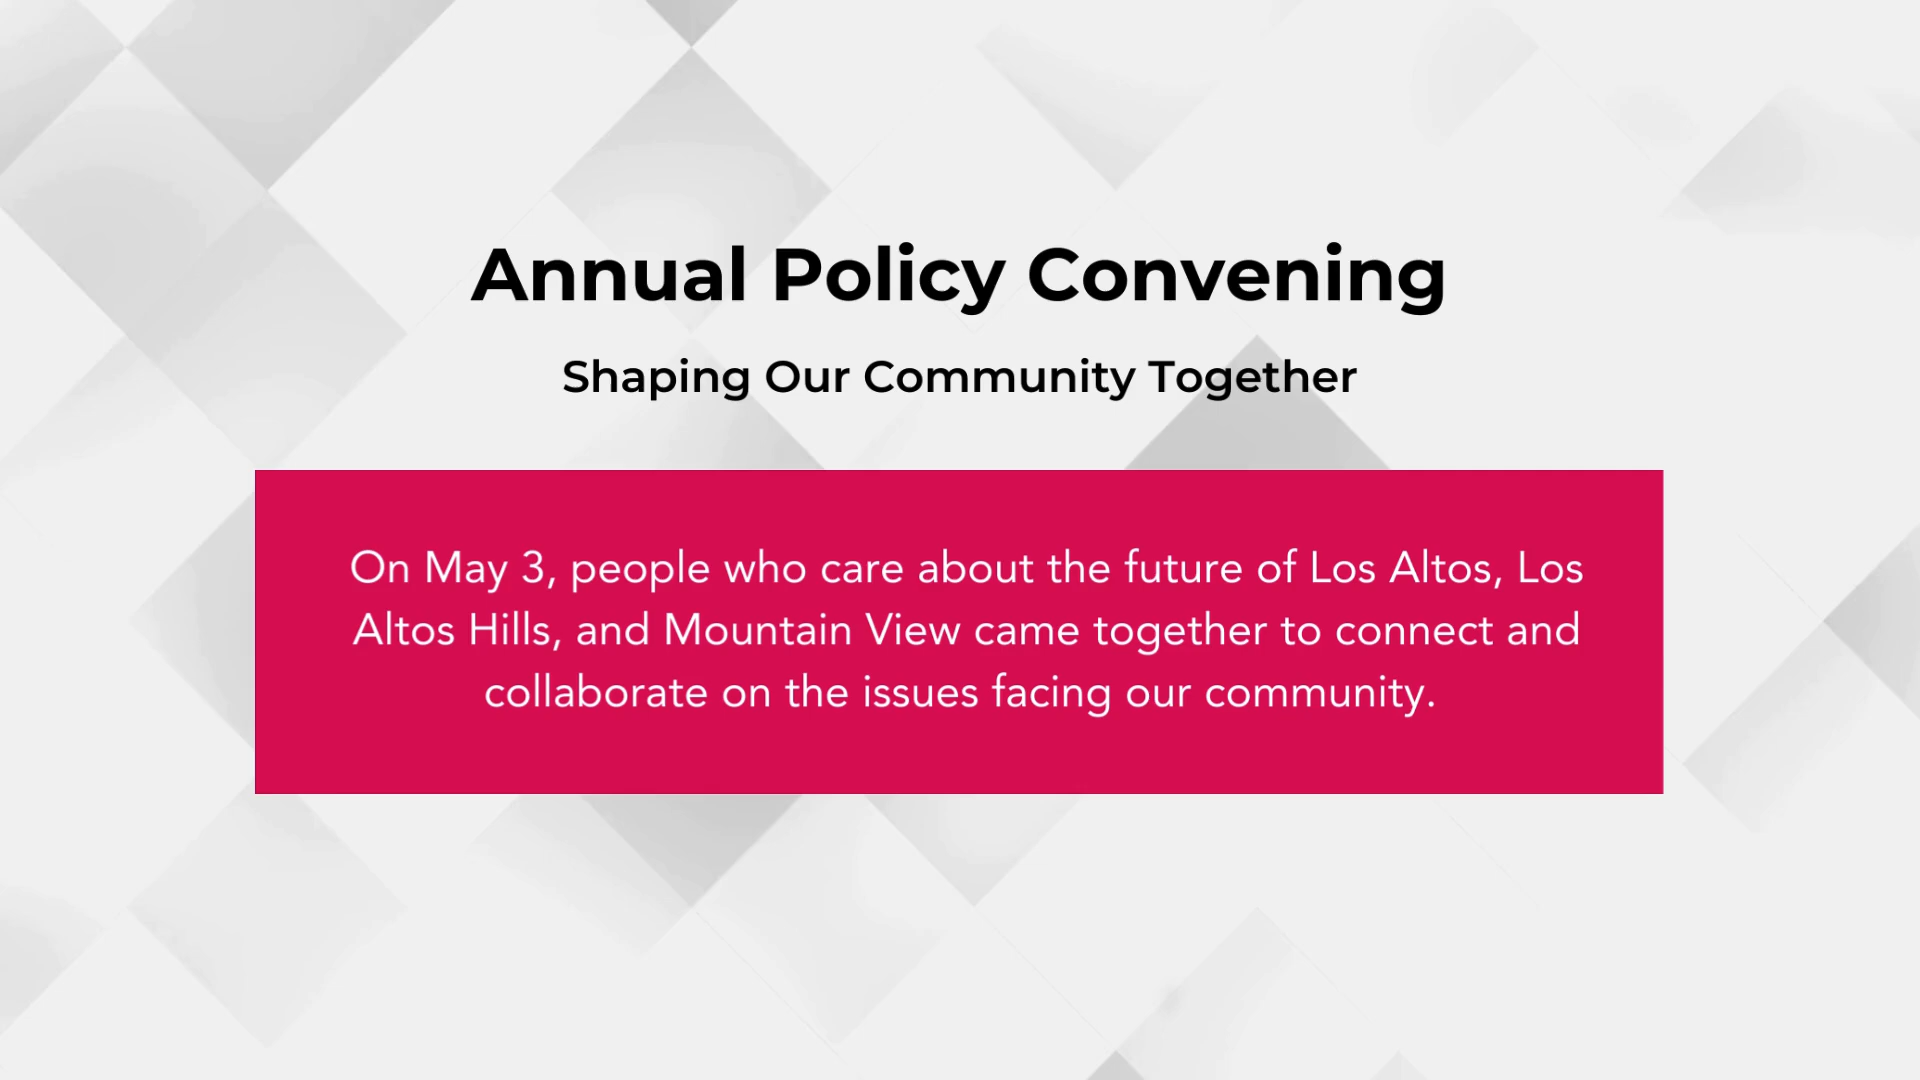 Annual Policy Convening
Shaping Our Community Together
On May 3, people who care about the future of Los Altos, Los
Altos Hills, and Mountain View came together to connect and
collaborate on the issues facing our community.